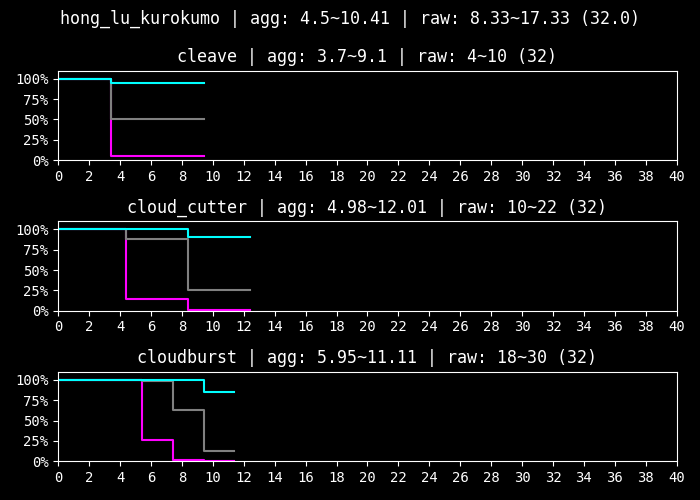 hong_lu_kurokumo | agg: 4.5~10.41 | raw: 8.33~17.33 (32.0)
cleave | agg: 3.7~9.1 | raw: 4~10 (32)
100%
75%
50%
25%
0%
0 2 4 6 8 10 12 14 16 18 20 22 24 26 28 30 32 34 36 38 40
cloud_cutter | agg: 4.98~12.01 | raw: 10~22 (32)
100%
75%
50%
25%
0%
0 2 4 6 8 10 12 14 16 18 20 22 24 26 28 30 32 34 36 38 40
cloudburst | agg: 5.95~11.11 | raw: 18~30 (32)
100%
75%
50%
25%
0%
0 2 4 6 8 10 12 14 16 18 20 22 24 26 28 30 32 34 36 38 40